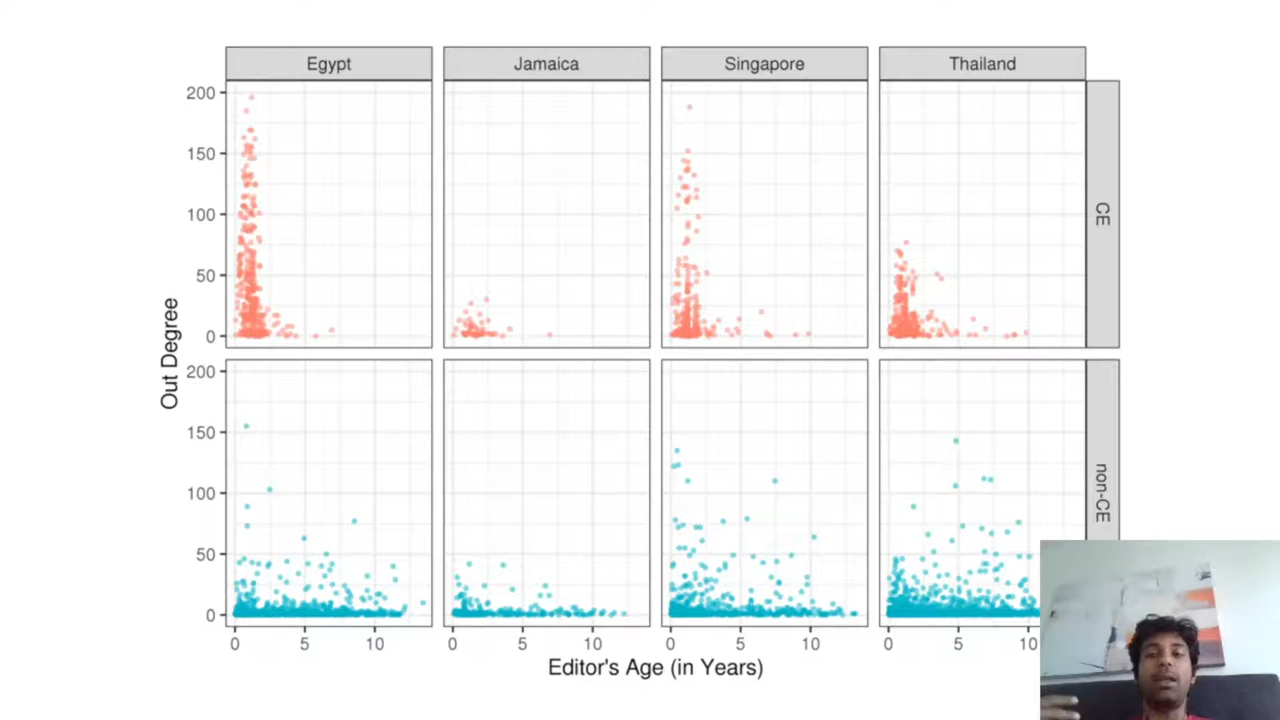 Egypt Jamaica Singapore Thailand
200
150
100
50
0
CE
Out Degree
200
150
100
50
0
non-CE
0 5 10 0 5 10 0 5 10 0 5 10
Editor's Age (in Years)